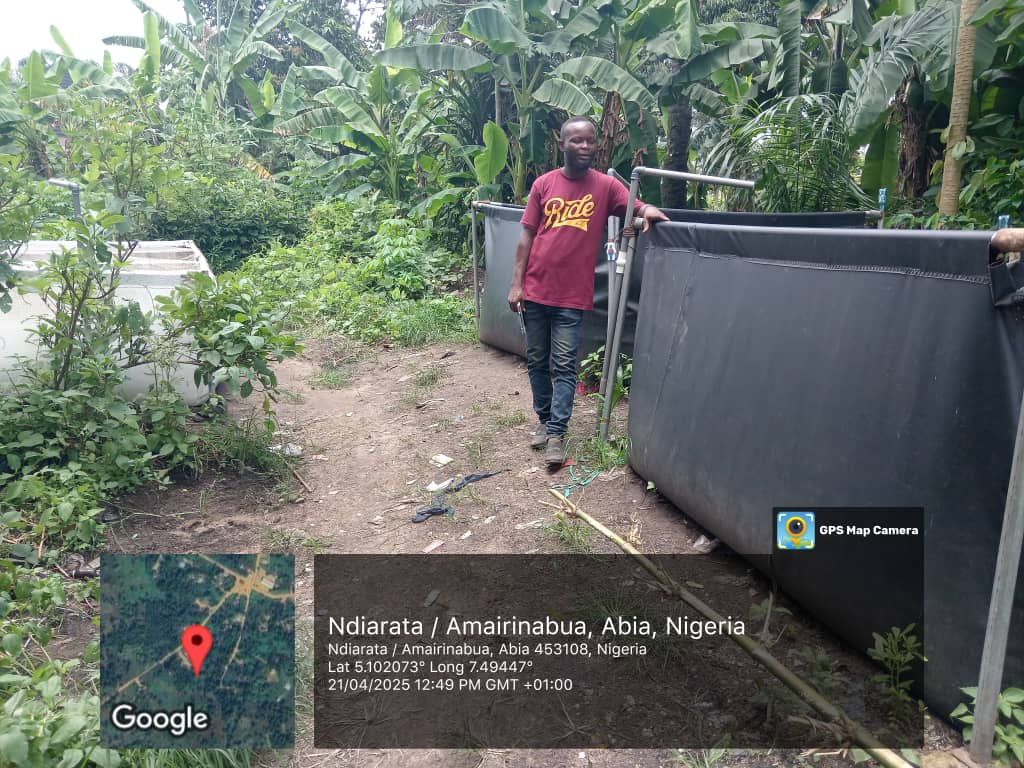 Ride
GPS Map Camera
Ndiarata / Amairinabua, Abia, Nigeria
Ndiarata / Amairinabua, Abia 453108, Nigeria
Lat 5.102073° Long 7.49447°
21/04/2025 12:49 PM GMT +01:00
Google